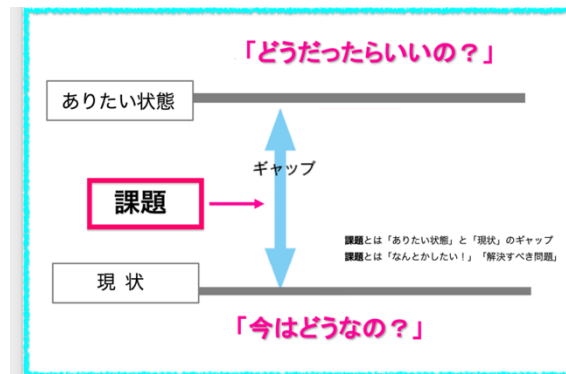 「どうだったらいいの？」
ありたい状態
ギャップ
課題
課題とは「ありたい状態」と「現状」のギャップ
課題とは「なんとかしたい！」「解決すべき問題」
現 状
「今はどうなの？」